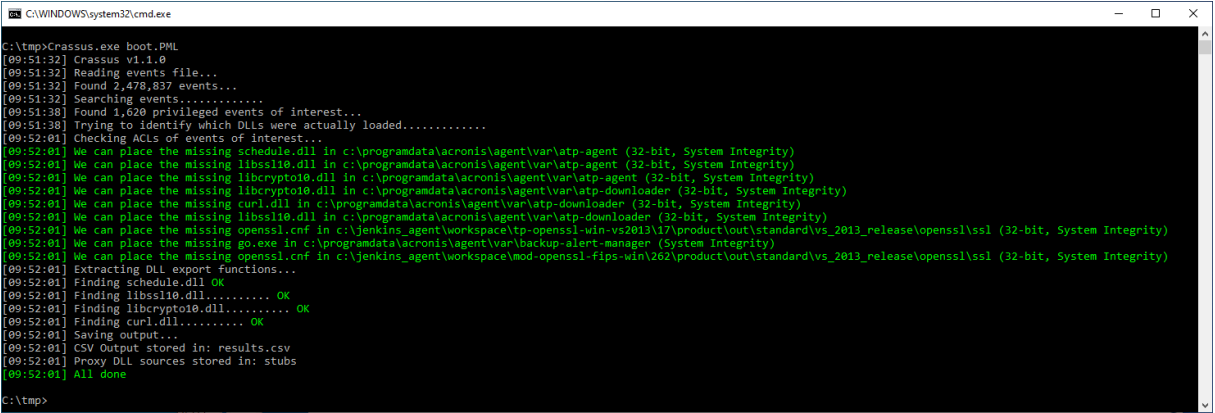 C:\WINDOWS\system32\cmd.exe
C:\tmp>Crassus.exe boot.PML
[09:51:32] Crassus v1.1.0
[09:51:32] Reading events file...
[09:51:32] Found 2,478,837 events...
[09:51:32] Searching events.............
[09:51:38] Found 1,620 privileged events of interest...
[09:51:38] Trying to identify which DLLs were actually loaded.............
[09:52:01] Checking ACLs of events of interest...
[09:52:01] We can place the missing schedule.dll in c:\programdata\acronis\agent\var\atp-agent (32-bit, System Integrity)
[09:52:01] We can place the missing libssl10.dll in c:\programdata\acronis\agent\var\atp-agent (32-bit, System Integrity)
[09:52:01] We can place the missing libcrypto10.dll in c:\programdata\acronis\agent\var\atp-agent (32-bit, System Integrity)
[09:52:01] We can place the missing libcrypto10.dll in c:\programdata\acronis\agent\var\atp-downloader (32-bit, System Integrity)
[09:52:01] We can place the missing curl.dll in c:\programdata\acronis\agent\var\atp-downloader (32-bit, System Integrity)
[09:52:01] We can place the missing libssl10.dll in c:\programdata\acronis\agent\var\atp-downloader (32-bit, System Integrity)
[09:52:01] We can place the missing openssl.cnf in c:\jenkins_agent\workspace\tp-openssl-win-vs2013\17\product\out\standard\vs_2013_release\openssl\ssl (32-bit, System Integrity)
[09:52:01] We can place the missing go.exe in c:\programdata\acronis\agent\var\backup-alert-manager (System Integrity)
[09:52:01] We can place the missing openssl.cnf in c:\jenkins_agent\workspace\mod-openssl-fips-win\262\product\out\standard\vs_2013_release\openssl\ssl (32-bit, System Integrity)
[09:52:01] Extracting DLL export functions...
[09:52:01] Finding schedule.dll OK
[09:52:01] Finding libssl10.dll.......... OK
[09:52:01] Finding libcrypto10.dll.......... OK
[09:52:01] Finding curl.dll.......... OK
[09:52:01] Saving output...
[09:52:01] CSV Output stored in: results.csv
[09:52:01] Proxy DLL sources stored in: stubs
[09:52:01] All done
C:\tmp>